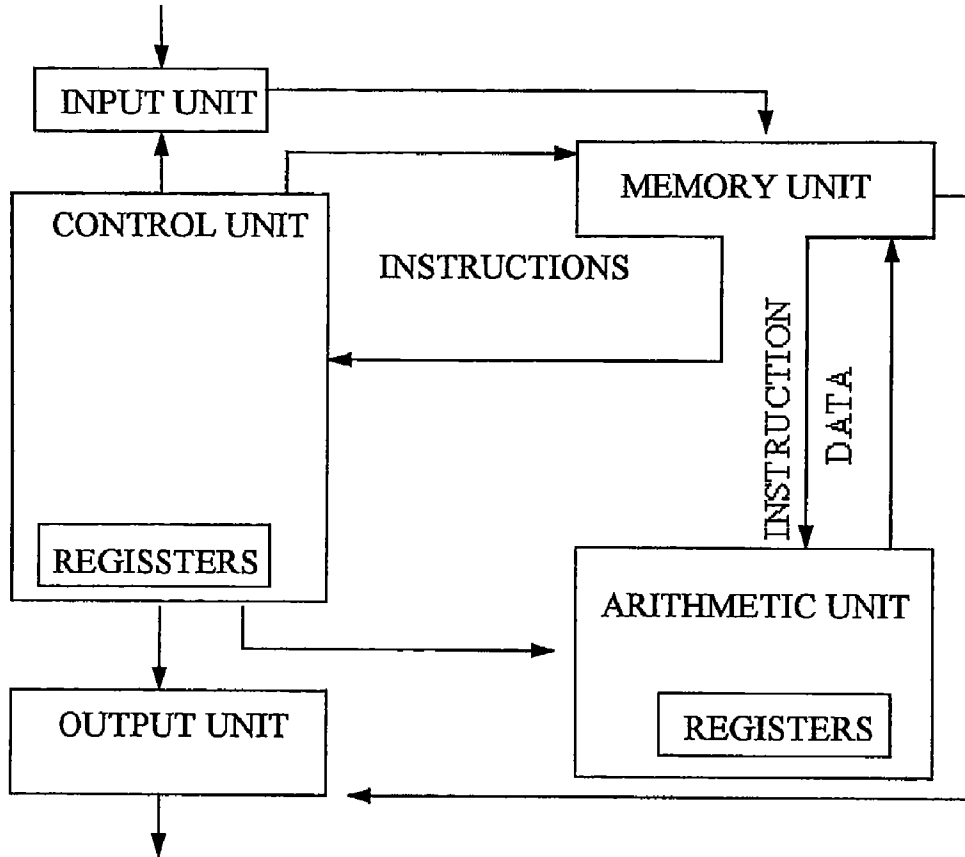 INPUT UNIT
MEMORY UNIT
CONTROL UNIT
INSTRUCTIONS
INSTRUCTION
DATA
REGISSTERS
ARITHMETIC UNIT
OUTPUT UNIT
REGISTERS